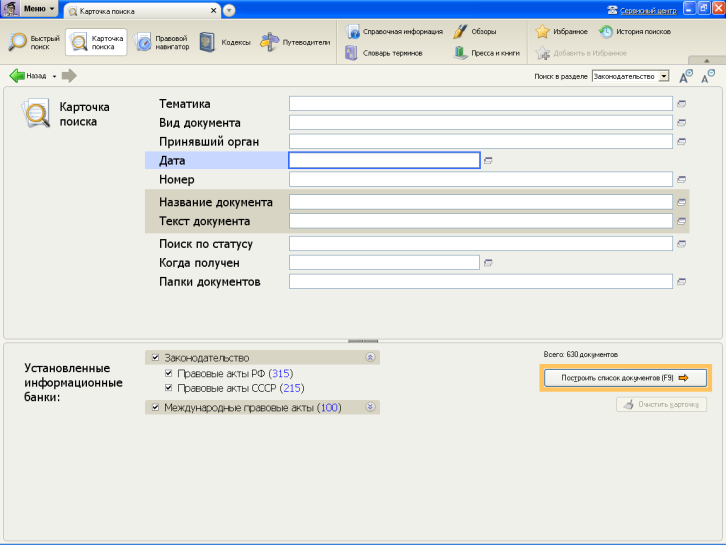 Меню
Карточка поиска
Сервисный центр
Быстрый
поиск
Карточка
поиска
Правовой
навигатор
Кодексы
Путеводители
Справочная информация
Словарь терминов
Обзоры
Пресса и книги
Избранное
История поисков
Добавить в Избранное
Назад
Поиск в разделе
Законодательство
Карточка
поиска
Тематика
Вид документа
Принявший орган
Дата
Номер
Название документа
Текст документа
Поиск по статусу
Когда получен
Папки документов
Установленные
информационные
банки:
Законодательство
Правовые акты РФ (315)
Правовые акты СССР (215)
Международные правовые акты (100)
Всего: 630 документов
Построить список документов (F9)
Очистить карточку